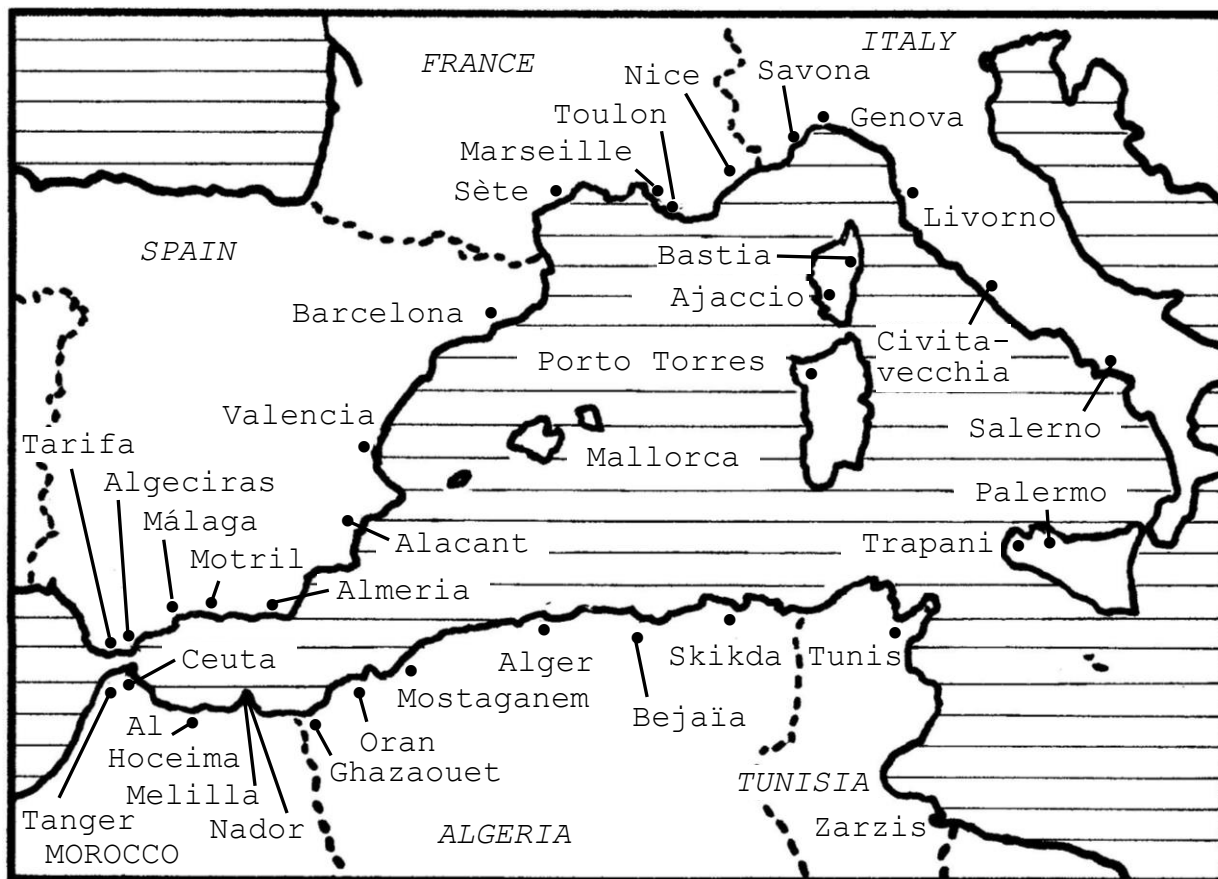 FRANCE
ITALY
Nice
Savona
Toulon
Genova
Marseille
Sète
Livorno
SPAIN
Bastia
Ajaccio
Barcelona
Civita-
vecchia
Porto Torres
Valencia
Salerno
Tarifa
Mallorca
Algeciras
Palermo
Málaga
Alacant
Trapani
Motril
Almeria
Ceuta
Alger
Skikda
Tunis
Mostaganem
Bejaïa
Al
Hoceima
Oran
Ghazaouet
Melilla
Nador
TUNISIA
Tanger
Zarzis
MOROCCO
ALGERIA